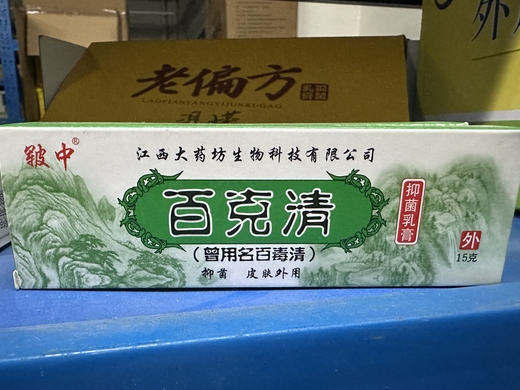 老偏方
LAOPIANFANGYIJUNRUGAO
皲中®
江西大药坊生物科技有限公司
百克清
抑菌乳膏
(曾用名百毒清)
抑菌 皮肤外用
外
15克
外